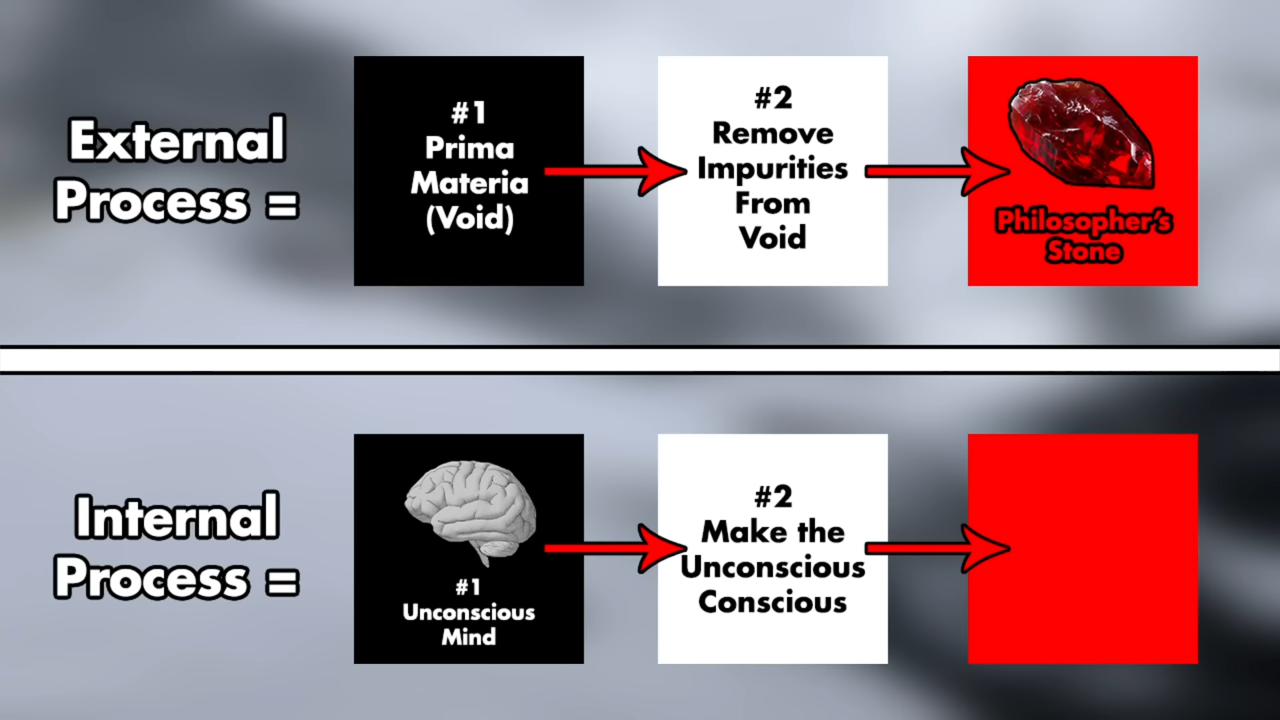 External
Process =
#1
Prima
Materia
(Void)
#2
Remove
Impurities
From
Void
Philosopher's
Stone
Internal
Process =
#1
Unconscious
Mind
#2
Make the
Unconscious
Conscious